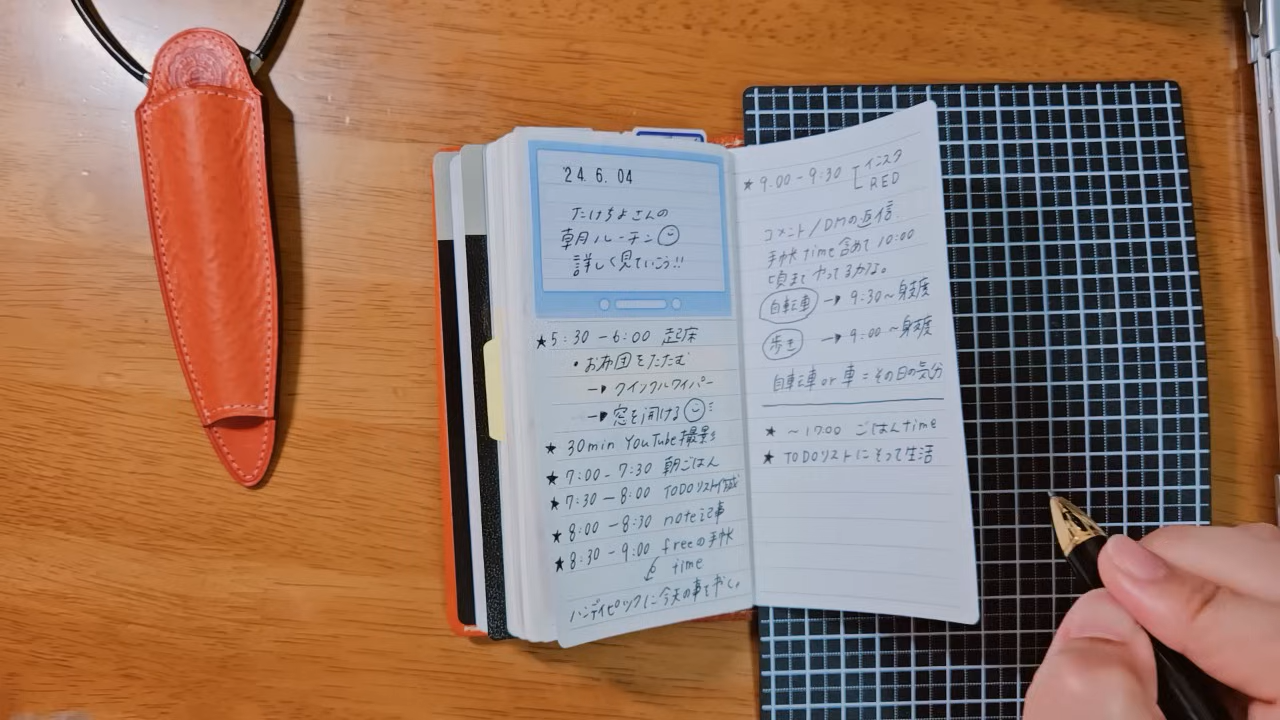 '24. 6. 04
たけちよさんの
朝ルーチン
詳しく見ていこう!!
★5:30 - 6:00 起床
・お布団をたたむ
→ クイックルワイパー
→ 窓を開ける
★ 30min YouTube撮影
★ 7:00 - 7:30 朝ごはん
★ 7:30 - 8:00 TODOリスト作成
★ 8:00 - 8:30 note記事
★ 8:30 - 9:00 freeの手帳
time
ハンディピックに今の事を書く。
★ 9:00 - 9:30 インスタ
RED
コメント/DMの返信
手帳time含めて 10:00
頃までやってるかな。
自転車 → 9:30~身支度
歩き → 9:00~身支度
自転車 or 車 = その日の気分
★ ~17:00 ごはんtime
★ TODOリストにそって生活